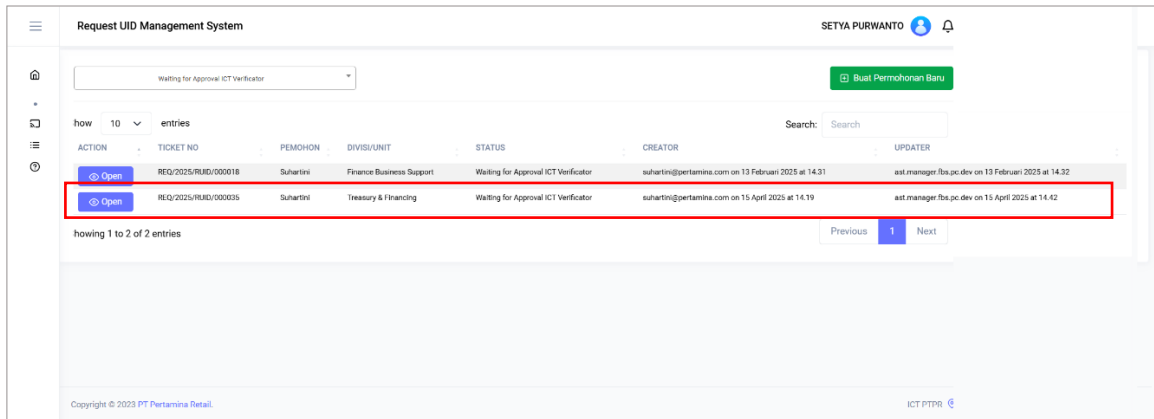 Request UID Management System SETYA PURWANTO
Waiting for Approval ICT Verificator Buat Permohonan Baru
how 10 entries Search: Search
ACTION TICKET NO PEMOHON DIVISI/UNIT STATUS CREATOR UPDATER
Open REQ/2025/RUID/000018 Suhartini Finance Business Support Waiting for Approval ICT Verificator suhartini@pertamina.com on 13 Februari 2025 at 14.31 ast.manager.fbs.pc.dev on 13 Februari 2025 at 14.32
Open REQ/2025/RUID/000035 Suhartini Treasury & Financing Waiting for Approval ICT Verificator suhartini@pertamina.com on 15 April 2025 at 14.19 ast.manager.fbs.pc.dev on 15 April 2025 at 14.42
howing 1 to 2 of 2 entries Previous 1 Next
Copyright © 2023 PT Pertamina Retail. ICT PTPR